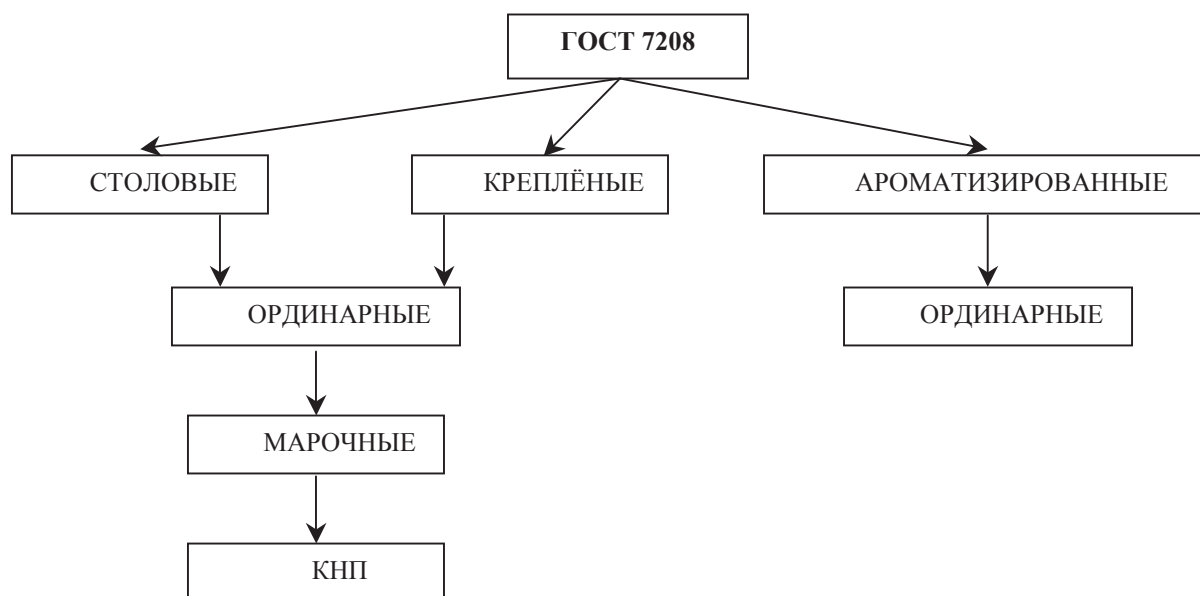 ГОСТ 7208
СТОЛОВЫЕ
КРЕПЛЁНЫЕ
АРОМАТИЗИРОВАННЫЕ
ОРДИНАРНЫЕ
ОРДИНАРНЫЕ
МАРОЧНЫЕ
КНП